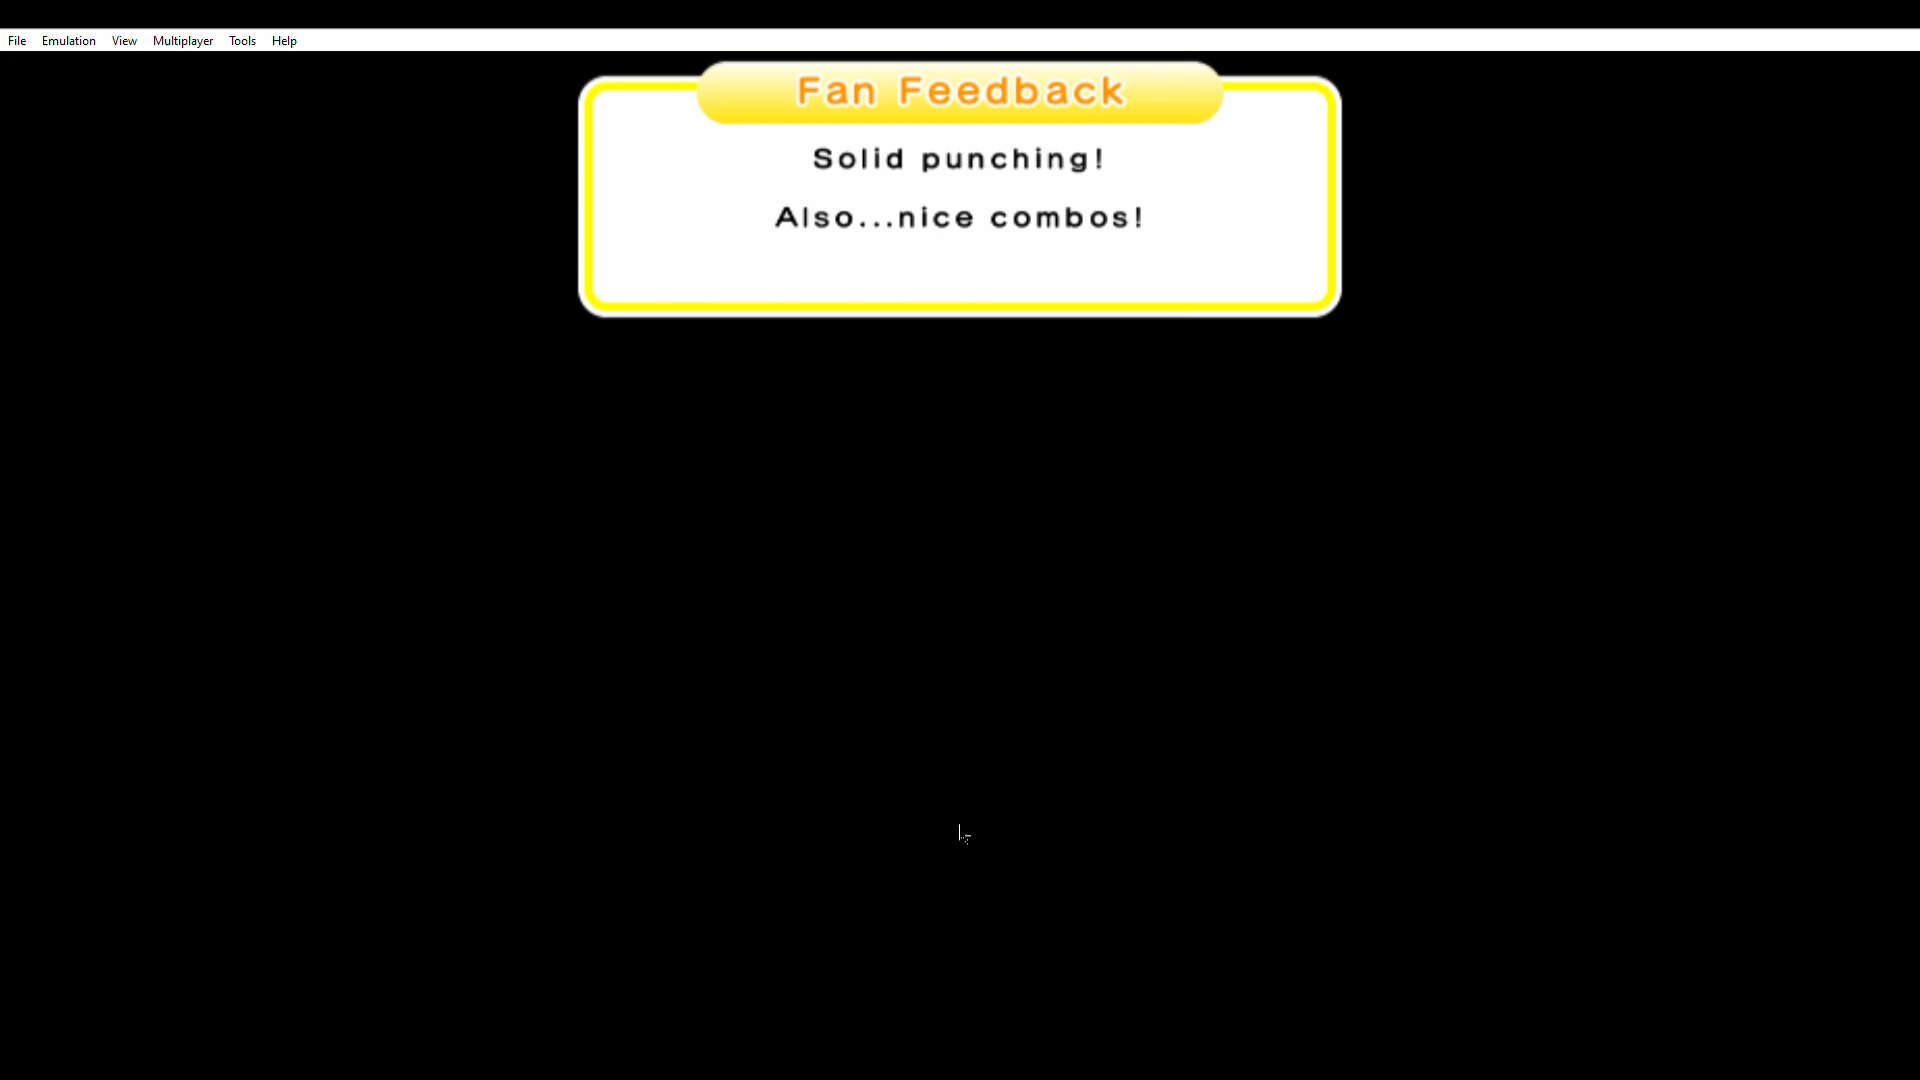 File Emulation View Multiplayer Tools Help
Fan Feedback
Solid punching!
Also...nice combos!